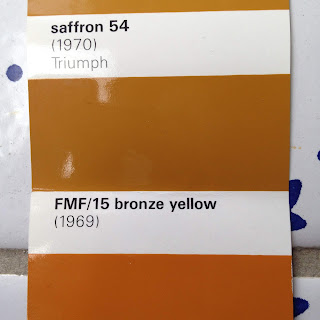 saffron 54
(1970)
Triumph
FMF/15 bronze yellow
(1969)